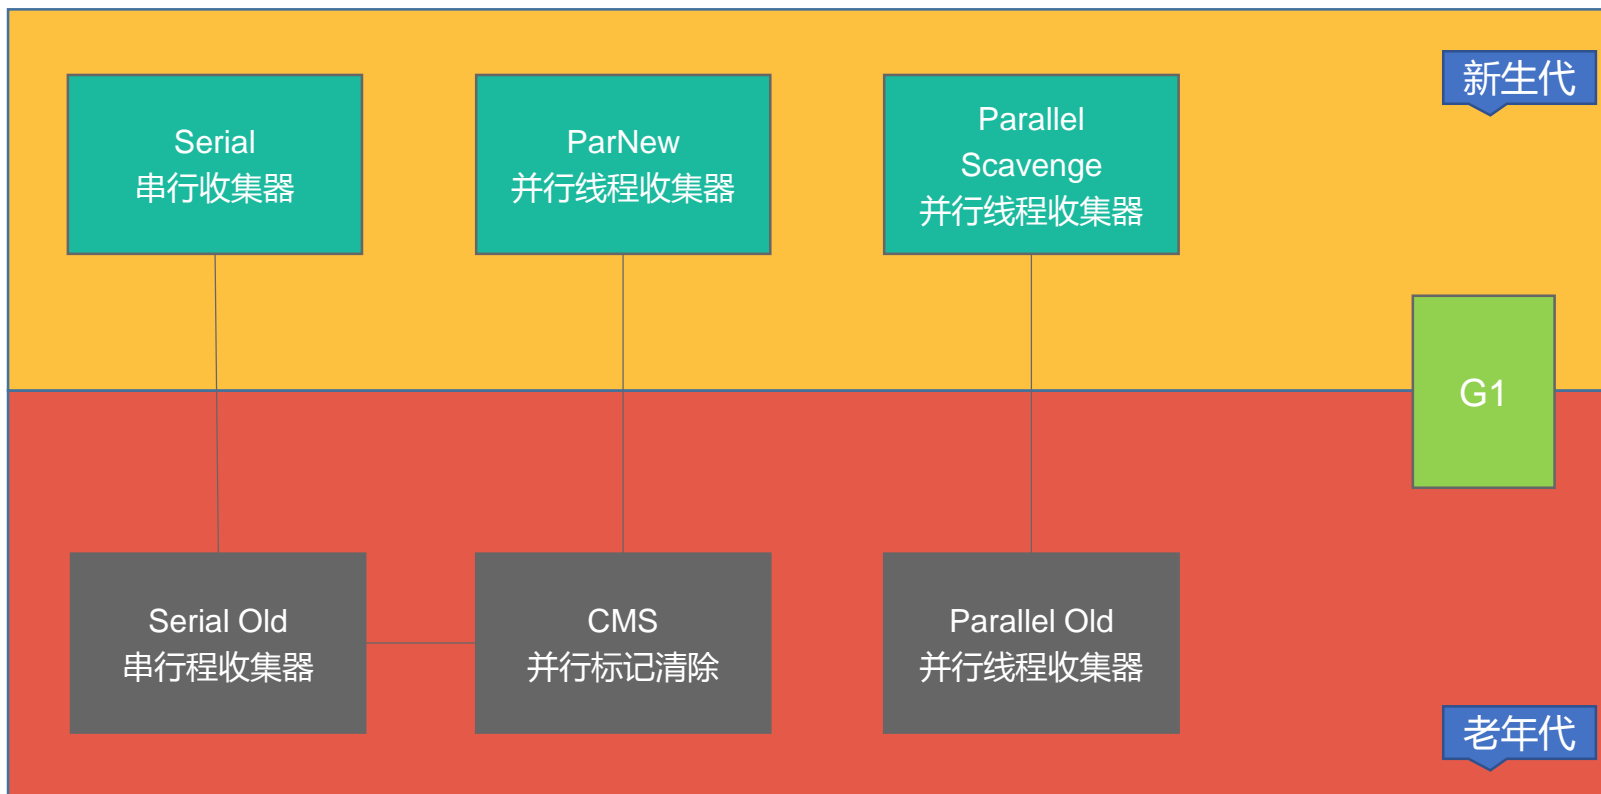 新生代
Serial
串行收集器
ParNew
并行线程收集器
Parallel
Scavenge
并行线程收集器
G1
Serial Old
串行程收集器
CMS
并行标记清除
Parallel Old
并行线程收集器
老年代